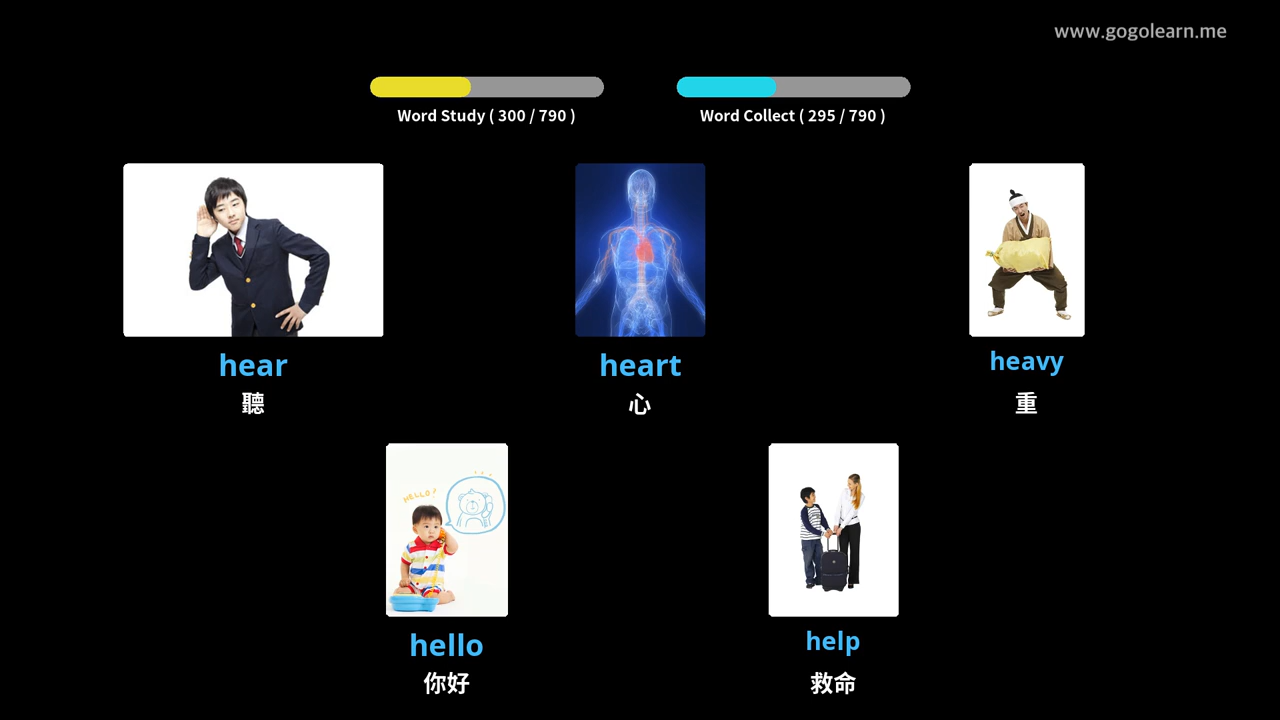 www.gogolearn.me
Word Study ( 300 / 790 )
Word Collect ( 295 / 790 )
hear
聽
heart
心
heavy
重
HELLO!
hello
你好
help
救命